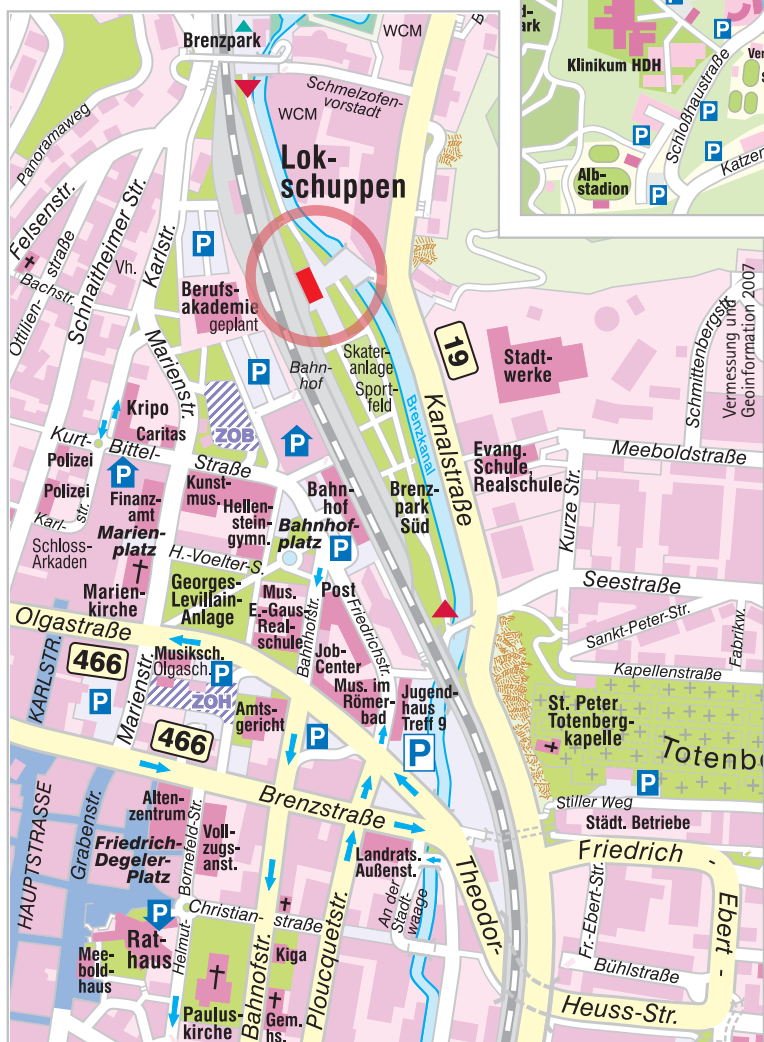 Brenzpark
WCM
Schmelzofen-
vorstadt
WCM
P
P
Klinikum HDH
Schloßhaustraße
P
P
P
Alb-
stadion
P
Panoramaweg
Lok-
schuppen
Felsenstr.
Schnaitheimer Str.
Karlstr.
P
Ottilien-
straße
Bachstr.
Vh.
Berufs-
akademie
geplant
Vermessung und
Geoinformation 2007
Schmittenbergstr.
Marienstr.
Bahn-
hof
P
Skater-
anlage
Sport-
feld
19
Stadt-
werke
Kripo
Caritas
ZOB
P
Brenzkanal
Kanalstraße
Kurt-
Bittel-
Straße
Polizei
P
Evang.
Schule,
Realschule
Meeboldstraße
Polizei
Finanz-
amt
Kunst-
mus.
Hellen-
stein-
gymn.
Bahn-
hof
Brenz-
park
Süd
Kurze Str.
Karl-
str.
Marien-
platz
Bahnhof-
platz
P
Schloss-
Arkaden
H.-Voelter-S.
Marien-
kirche
Georges-
Levillain-
Anlage
Mus.
E.-Gaus-
Real-
schule
Post
Seestraße
Olgastraße
Bahnhofstr.
Friedrichstr.
Sankt-Peter-Str.
Fabrikw.
466
Musiksch.
Olgasch.
P
Job-
Center
Kapellenstraße
KARLSTR.
P
Marienstr.
ZOH
Mus. im
Römer-
bad
Jugend-
haus
Treff 9
St. Peter
Totenberg-
kapelle
466
Amts-
gericht
P
P
P
Stiller Weg
Brenzstraße
Städt. Betriebe
HAUPTSTRASSE
Grabenstr.
Alten-
zentrum
Voll-
zugs-
anst.
Friedrich-
Degeler-
Platz
Bornefeld-Str.
Landrats.
Außenst.
Theodor-
Friedrich
-
Ebert
-
P
Christian-
straße
An der
Stadt-
waage
Fr.-Ebert-Str.
Rat-
haus
Mee-
bold-
haus
Helmut-
Bahnhofstr.
Kiga
Ploucquetstr.
Bühlstraße
Paulus-
kirche
Gem.
hs.
Heuss-Str.